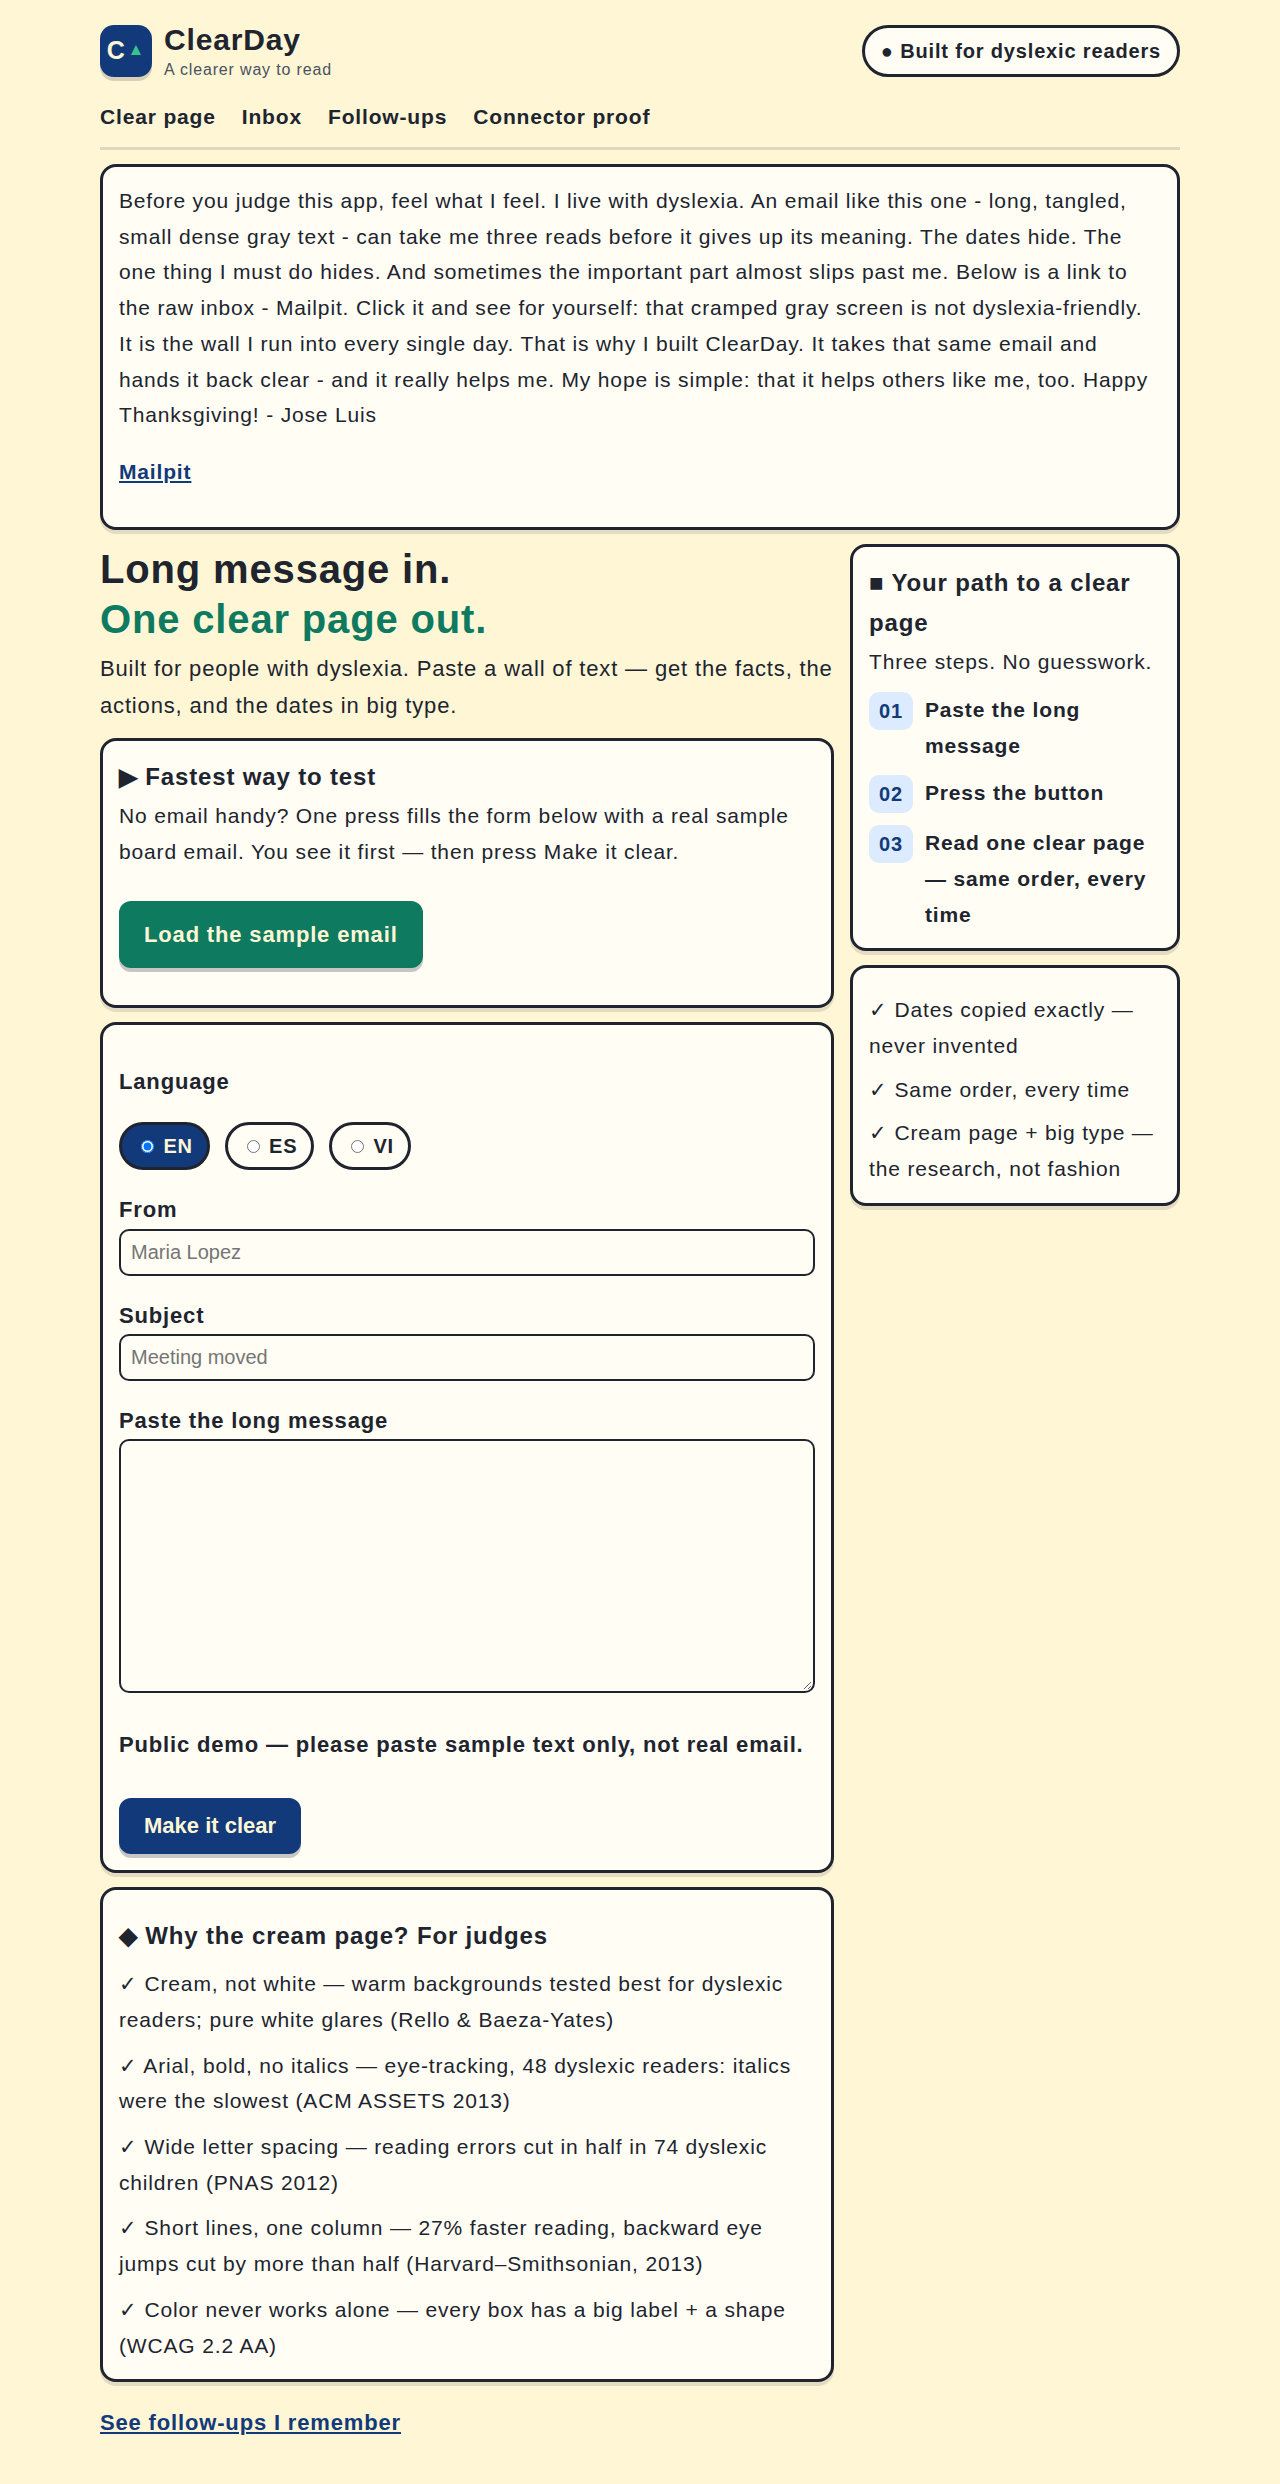 C▲
ClearDay
A clearer way to read
● Built for dyslexic readers
Clear page Inbox Follow-ups Connector proof
Before you judge this app, feel what I feel. I live with dyslexia. An email like this one - long, tangled,
small dense gray text - can take me three reads before it gives up its meaning. The dates hide. The
one thing I must do hides. And sometimes the important part almost slips past me. Below is a link to
the raw inbox - Mailpit. Click it and see for yourself: that cramped gray screen is not dyslexia-friendly.
It is the wall I run into every single day. That is why I built ClearDay. It takes that same email and
hands it back clear - and it really helps me. My hope is simple: that it helps others like me, too. Happy
Thanksgiving! - Jose Luis
Mailpit
Long message in.
One clear page out.
Built for people with dyslexia. Paste a wall of text — get the facts, the
actions, and the dates in big type.
▶ Fastest way to test
No email handy? One press fills the form below with a real sample
board email. You see it first — then press Make it clear.
Load the sample email
Language
EN ES VI
From
Maria Lopez
Subject
Meeting moved
Paste the long message
Public demo — please paste sample text only, not real email.
Make it clear
◆ Why the cream page? For judges
✓ Cream, not white — warm backgrounds tested best for dyslexic
readers; pure white glares (Rello & Baeza-Yates)
✓ Arial, bold, no italics — eye-tracking, 48 dyslexic readers: italics
were the slowest (ACM ASSETS 2013)
✓ Wide letter spacing — reading errors cut in half in 74 dyslexic
children (PNAS 2012)
✓ Short lines, one column — 27% faster reading, backward eye
jumps cut by more than half (Harvard–Smithsonian, 2013)
✓ Color never works alone — every box has a big label + a shape
(WCAG 2.2 AA)
See follow-ups I remember
■ Your path to a clear
page
Three steps. No guesswork.
01 Paste the long
message
02 Press the button
03 Read one clear page
— same order, every
time
✓ Dates copied exactly —
never invented
✓ Same order, every time
✓ Cream page + big type —
the research, not fashion